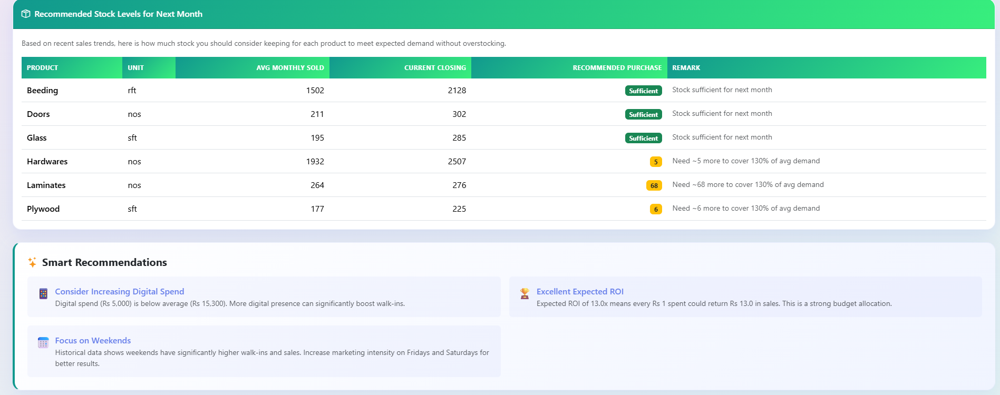 Recommended Stock Levels for Next Month
Based on recent sales trends, here is how much stock you should consider keeping for each product to meet expected demand without overstocking.
PRODUCT UNIT AVG MONTHLY SOLD CURRENT CLOSING RECOMMENDED PURCHASE REMARK
Beeding rft 1502 2128 Sufficient Stock sufficient for next month
Doors nos 211 302 Sufficient Stock sufficient for next month
Glass sft 195 285 Sufficient Stock sufficient for next month
Hardwares nos 1932 2507 5 Need ~5 more to cover 130% of avg demand
Laminates nos 264 276 68 Need ~68 more to cover 130% of avg demand
Plywood sft 177 225 6 Need ~6 more to cover 130% of avg demand
Smart Recommendations
Consider Increasing Digital Spend
Digital spend (Rs 5,000) is below average (Rs 15,300). More digital presence can significantly boost walk-ins.
Excellent Expected ROI
Expected ROI of 13.0x means every Rs 1 spent could return Rs 13.0 in sales. This is a strong budget allocation.
Focus on Weekends
Historical data shows weekends have significantly higher walk-ins and sales. Increase marketing intensity on Fridays and Saturdays for
better results.